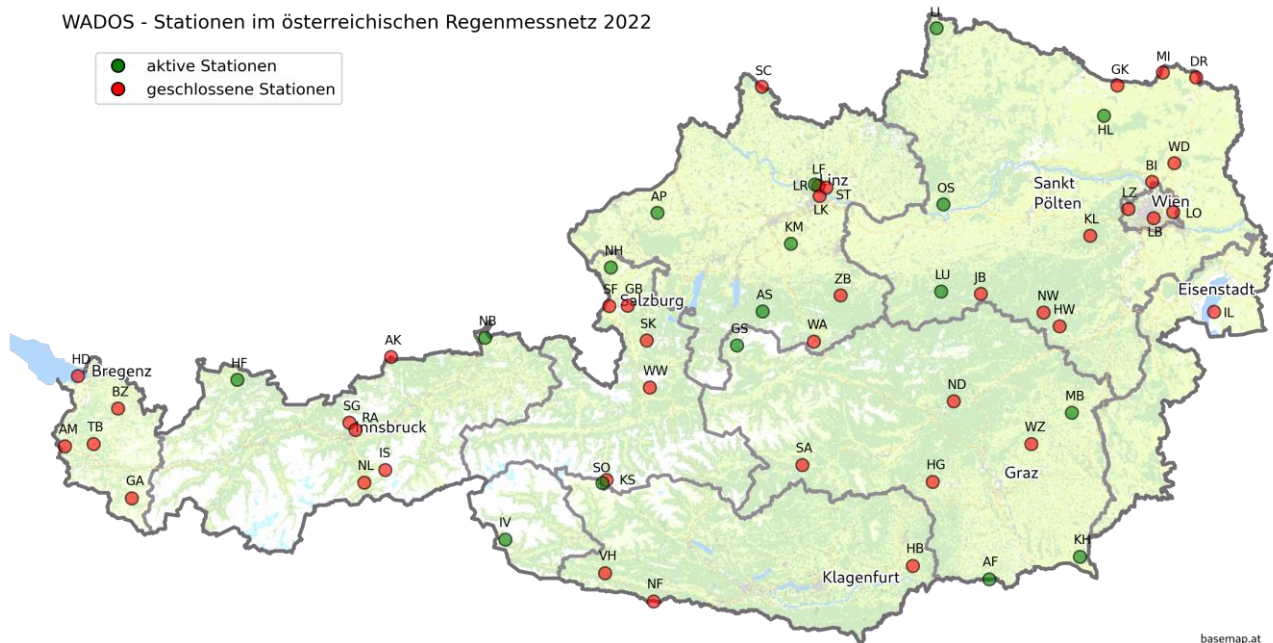 WADOS - Stationen im österreichischen Regenmessnetz 2022
aktive Stationen
geschlossene Stationen
LI
SC
GK
MI
DR
HL
WD
BI
LF
LR
Linz
ST
LK
OS
Sankt
Pölten
LZ
Wien
LO
LB
AP
KM
KL
NH
SF
GB
Salzburg
AS
ZB
LU
JB
Eisenstadt
IL
NW
HW
SK
GS
WA
NB
AK
HD
Bregenz
HF
WW
BZ
ND
MB
SG
RA
Innsbruck
AM
TB
WZ
IS
NL
SA
Graz
GA
SO
KS
HG
IV
VH
Klagenfurt
HB
AF
KH
NF
basemap.at